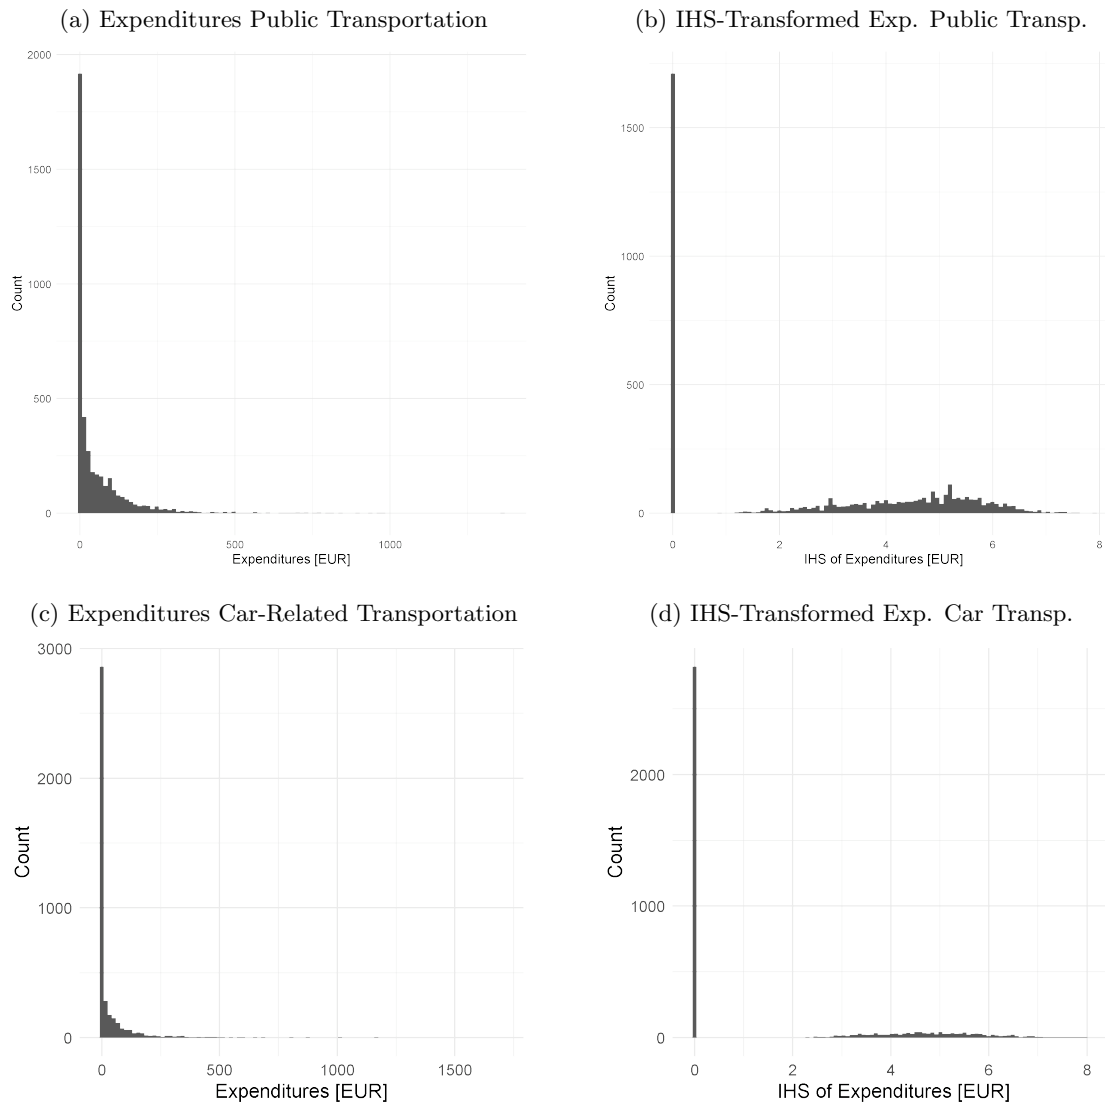 (a) Expenditures Public Transportation
2000
1500
1000
500
0
Count
0 500 1000
Expenditures [EUR]
(b) IHS-Transformed Exp. Public Transp.
1500
1000
500
0
Count
0 2 4 6 8
IHS of Expenditures [EUR]
(c) Expenditures Car-Related Transportation
3000
2000
1000
0
Count
0 500 1000 1500
Expenditures [EUR]
(d) IHS-Transformed Exp. Car Transp.
2000
1000
0
Count
0 2 4 6 8
IHS of Expenditures [EUR]